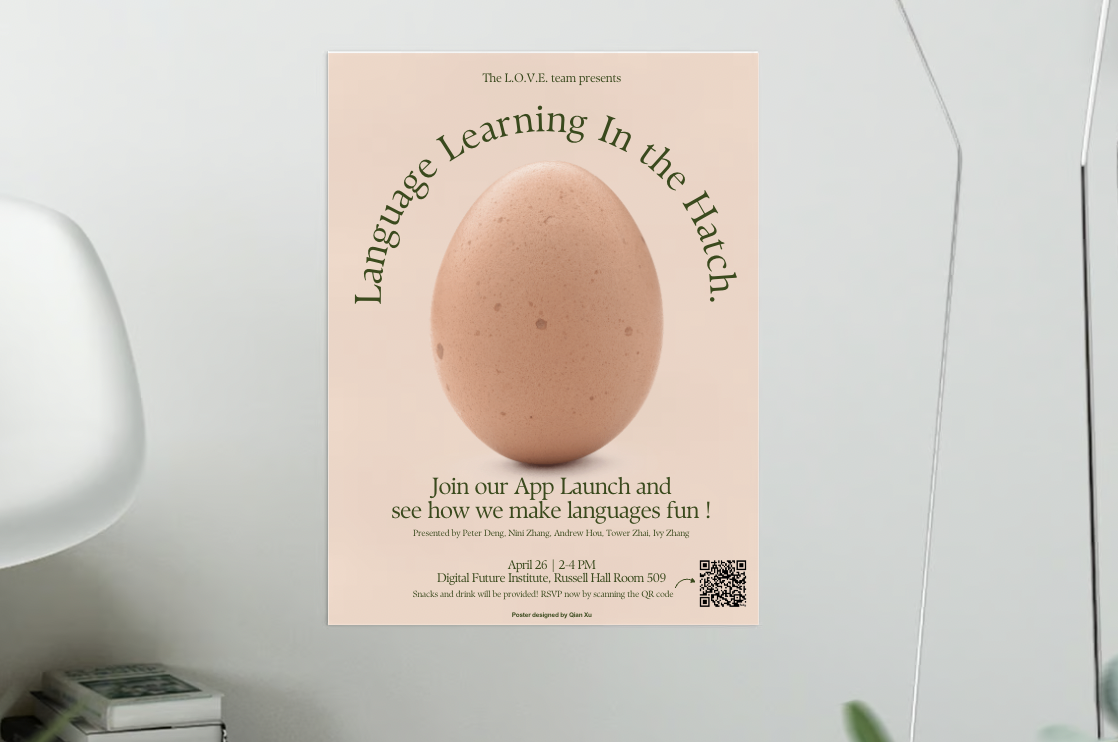 The L.O.V.E. team presents
Language Learning In the Hatch.
Join our App Launch and
see how we make languages fun !
Presented by Peter Deng, Nini Zhang, Andrew Hou, Tower Zhai, Ivy Zhang
April 26 | 2-4 PM
Digital Future Institute, Russell Hall Room 509
Snacks and drink will be provided! RSVP now by scanning the QR code
Poster designed by Qian Xu